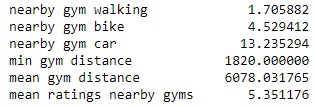 nearby gym walking 1.705882
nearby gym bike 4.529412
nearby gym car 13.235294
min gym distance 1820.000000
mean gym distance 6078.031765
mean ratings nearby gyms 5.351176